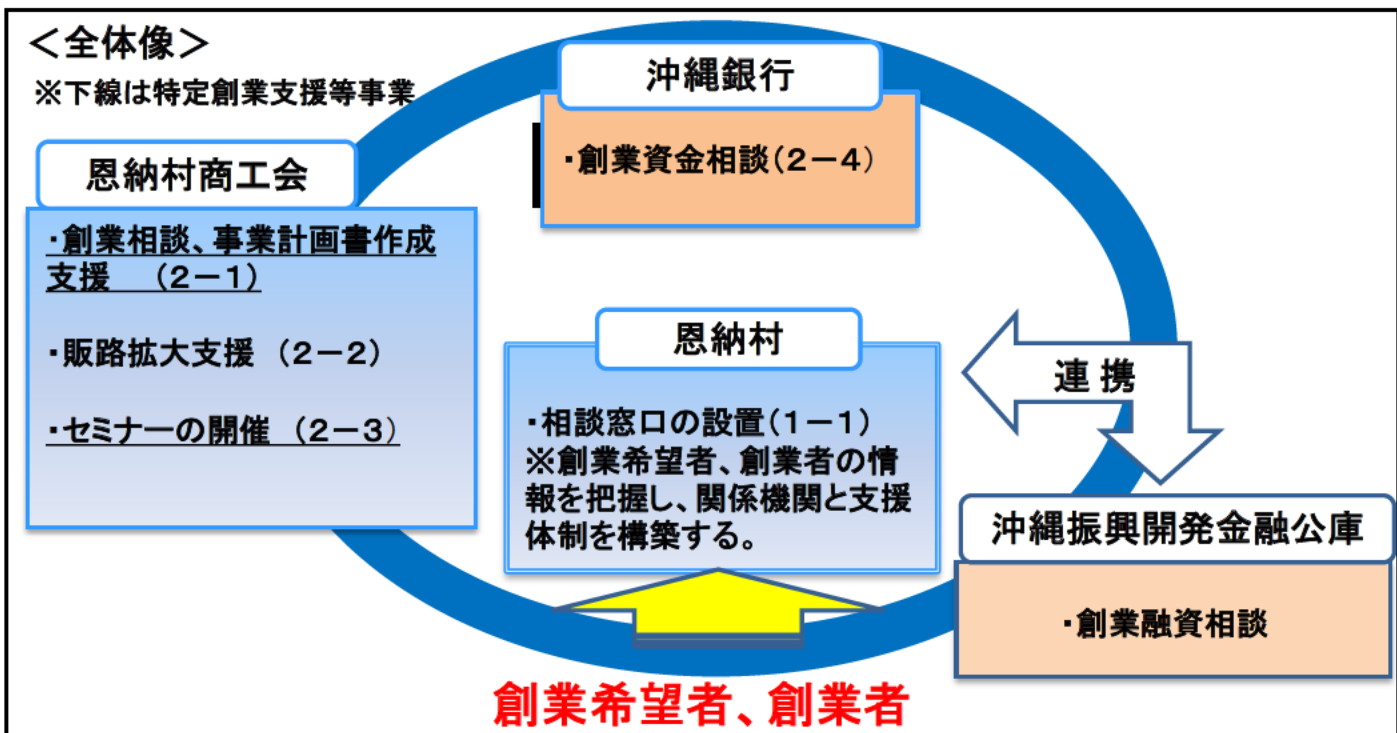 ＜全体像＞
※下線は特定創業支援等事業
沖縄銀行
・創業資金相談（2－4）
恩納村商工会
・創業相談、事業計画書作成
支援　（2－1）
・販路拡大支援 （2－2）
・セミナーの開催 （2－3）
恩納村
・相談窓口の設置（1－1）
※創業希望者、創業者の情
報を把握し、関係機関と支援
体制を構築する。
連 携
沖縄振興開発金融公庫
・創業融資相談
創業希望者、創業者